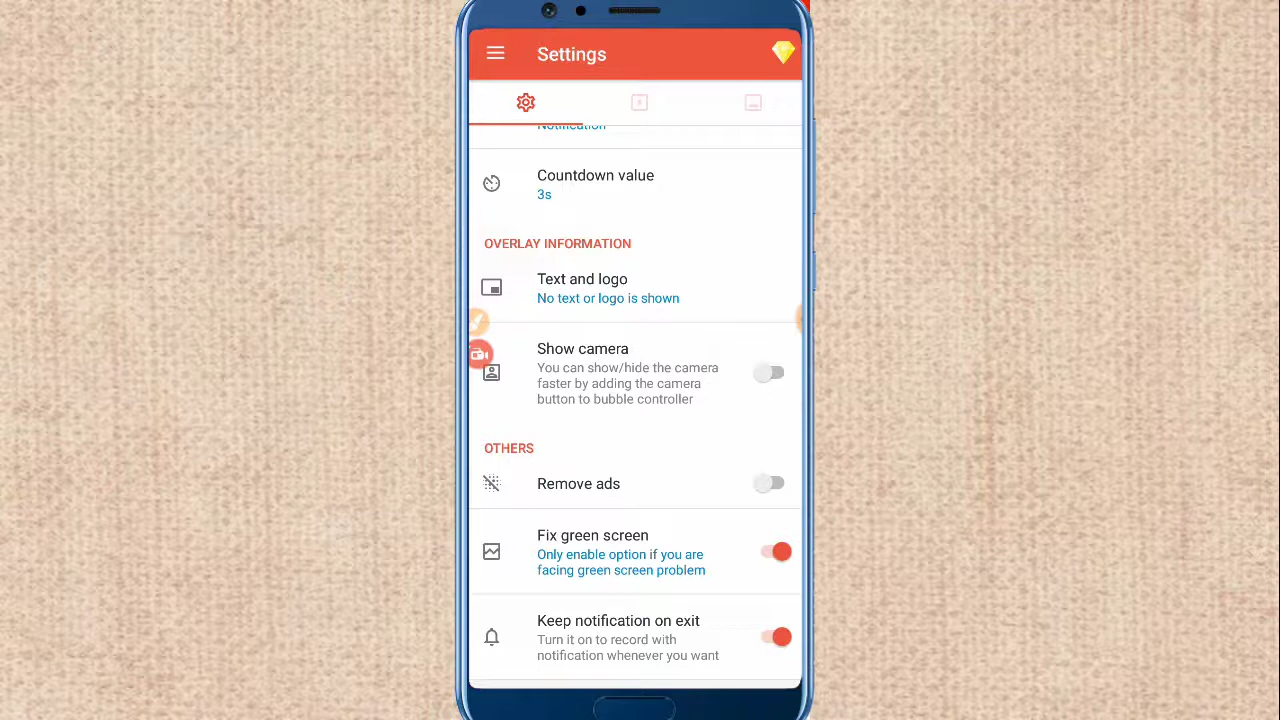 Settings
Notification
Countdown value
3s
OVERLAY INFORMATION
Text and logo
No text or logo is shown
Show camera
You can show/hide the camera
faster by adding the camera
button to bubble controller
OTHERS
Remove ads
Fix green screen
Only enable option if you are
facing green screen problem
Keep notification on exit
Turn it on to record with
notification whenever you want